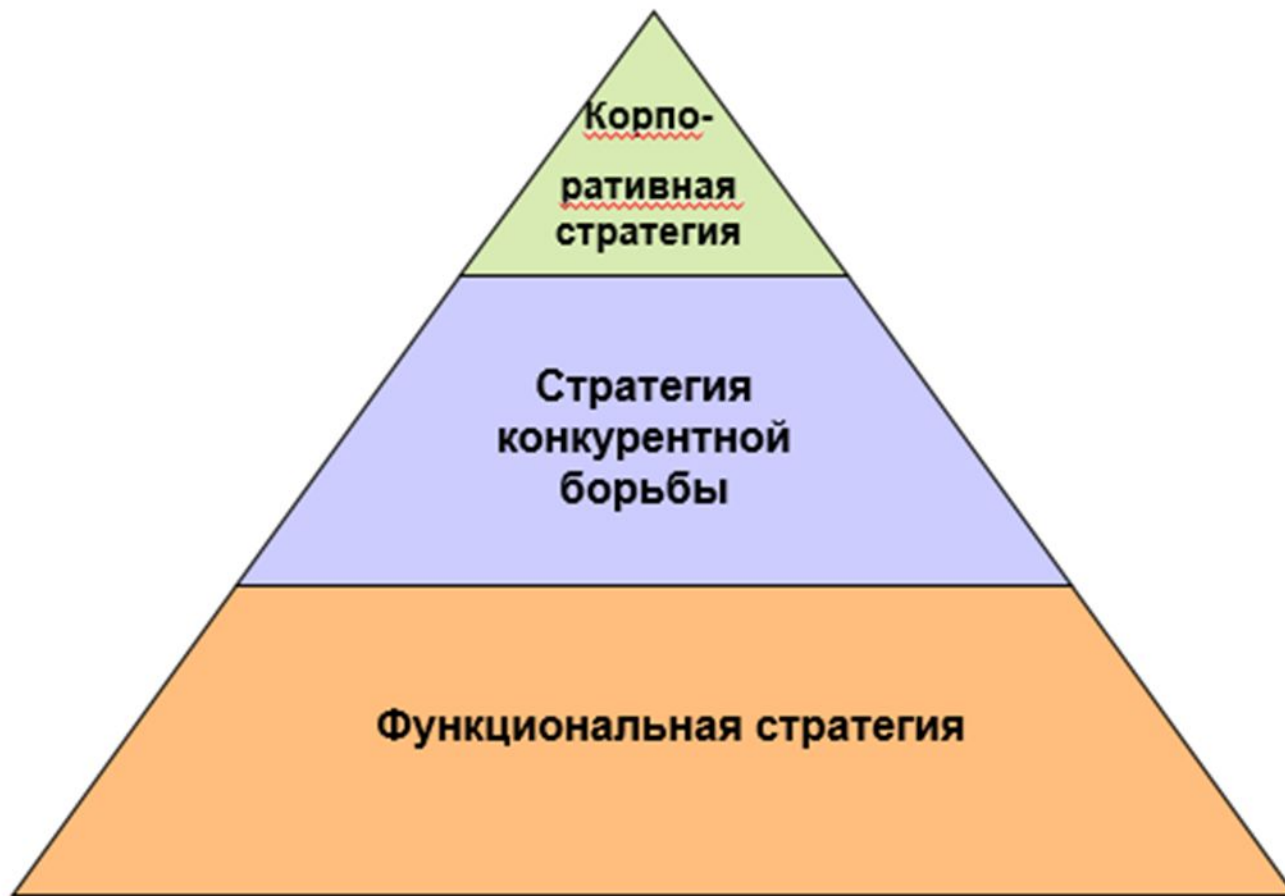 Корпо-
ративная
стратегия
Стратегия
конкурентной
борьбы
Функциональная стратегия